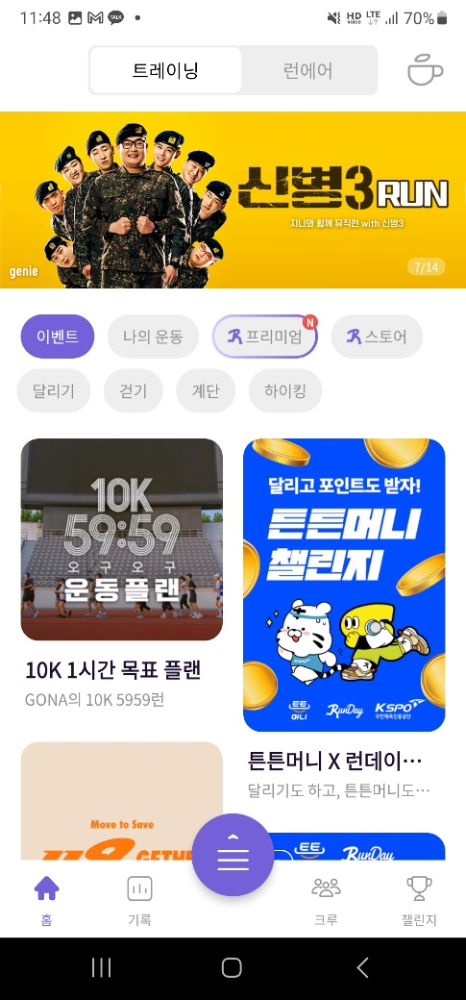 11:48
TALK
HD voice
LTE
70%
트레이닝
런에어
신병3RUN
지니와 함께 뮤직런 with 신병3
genie
7/14
이벤트
나의 운동
R 프리미엄
N
R 스토어
달리기
걷기
계단
하이킹
10K
59:59
오구오구
운동플랜
10K 1시간 목표 플랜
GONA의 10K 5959런
달리고 포인트도 받자!
튼튼머니
챌린지
튼튼머니
RunDay
KSPO
국민체육진흥공단
튼튼머니 X 런데이…
달리기도 하고, 튼튼머니도…
Move to Save
튼튼
RunDay
홈
기록
크루
챌린지